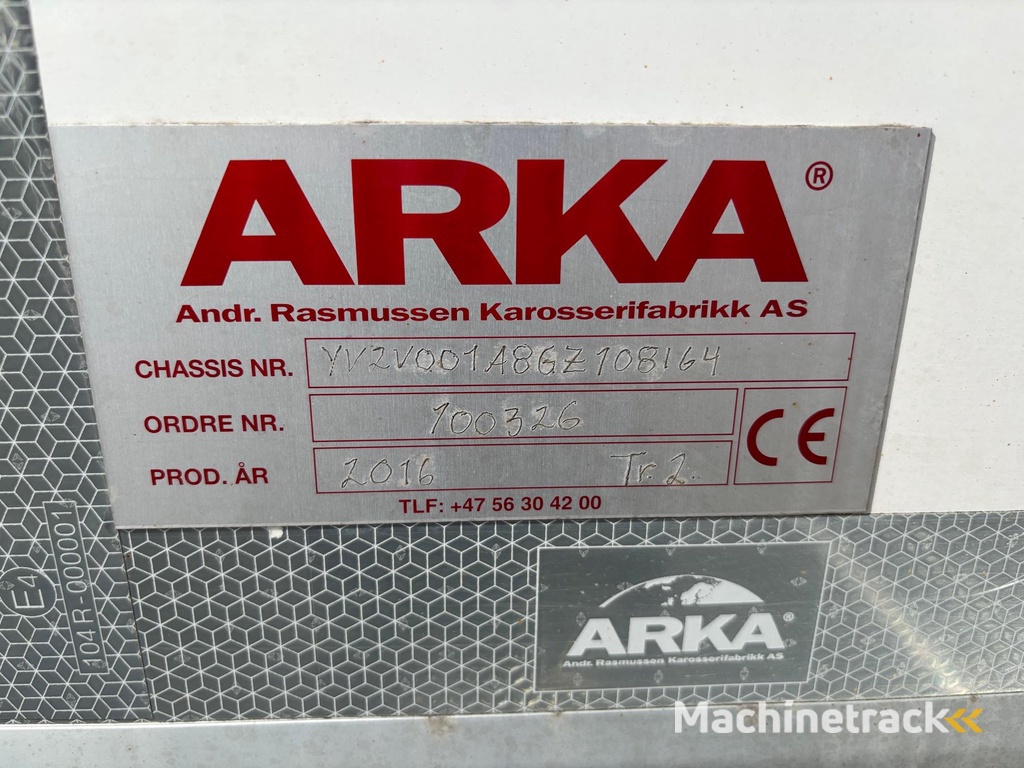 ARKA®
Andr. Rasmussen Karosserifabrikk AS
CHASSIS NR. YV2V001A8GZ108164
ORDRE NR. 100326
PROD. ÅR 2016 Tr. 2.
CE
TLF: +47 56 30 42 00
E4
104R-0000001
ARKA®
Andr. Rasmussen Karosserifabrikk AS
Machinetrack